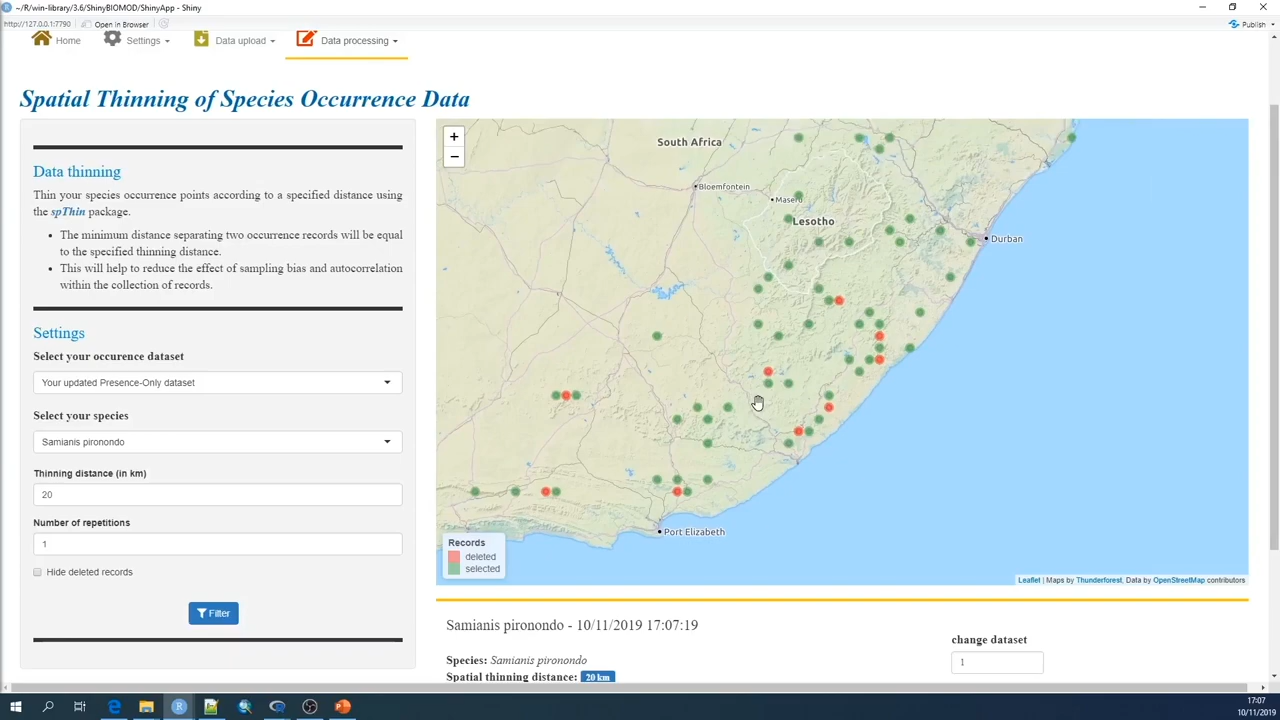 ~/R/win-library/3.6/ShinyBIOMOD/ShinyApp - Shiny
http://127.0.0.1:7790 Open in Browser
Publish
Home Settings Data upload Data processing
Spatial Thinning of Species Occurrence Data
Data thinning
Thin your species occurrence points according to a specified distance using
the spThin package.
The minimum distance separating two occurrence records will be equal
to the specified thinning distance.
This will help to reduce the effect of sampling bias and autocorrelation
within the collection of records.
Settings
Select your occurence dataset
Your updated Presence-Only dataset
Select your species
Samianis pironondo
Thinning distance (in km)
20
Number of repetitions
1
Hide deleted records
Filter
+
−
South Africa
Bloemfontein
Maseru
Lesotho
Durban
Port Elizabeth
Records
deleted
selected
Leaflet | Maps by Thunderforest, Data by OpenStreetMap contributors
Samianis pironondo - 10/11/2019 17:07:19
change dataset
1
Species: Samianis pironondo
Spatial thinning distance: 20 km
17:07
10/11/2019